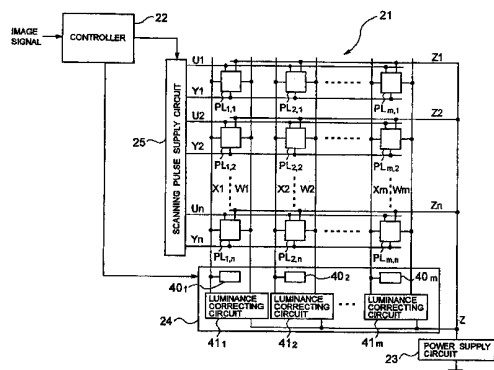 22
IMAGE SIGNAL
CONTROLLER
21
U1
Z1
Y1
PL1,1
PL2,1
PLm,1
U2
Z2
Y2
PL1,2
PL2,2
PLm,2
SCANNING PULSE SUPPLY CIRCUIT
25
X1
W1
X2
W2
Xm
Wm
Un
Zn
Yn
PL1,n
PL2,n
PLm,n
40₁
40₂
40m
LUMINANCE CORRECTING CIRCUIT
LUMINANCE CORRECTING CIRCUIT
LUMINANCE CORRECTING CIRCUIT
24
41₁
41₂
41m
Z
23
POWER SUPPLY CIRCUIT